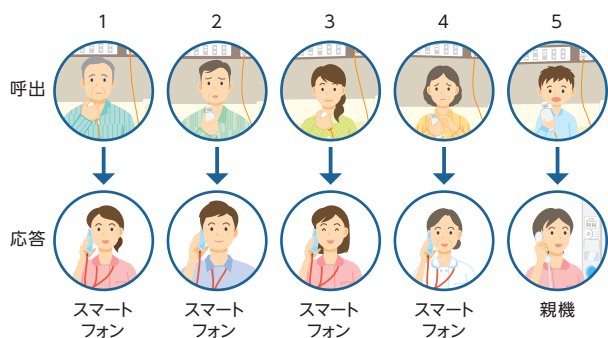 1 2 3 4 5
呼出
応答
スマート スマート スマート スマート 親機
フォン フォン フォン フォン